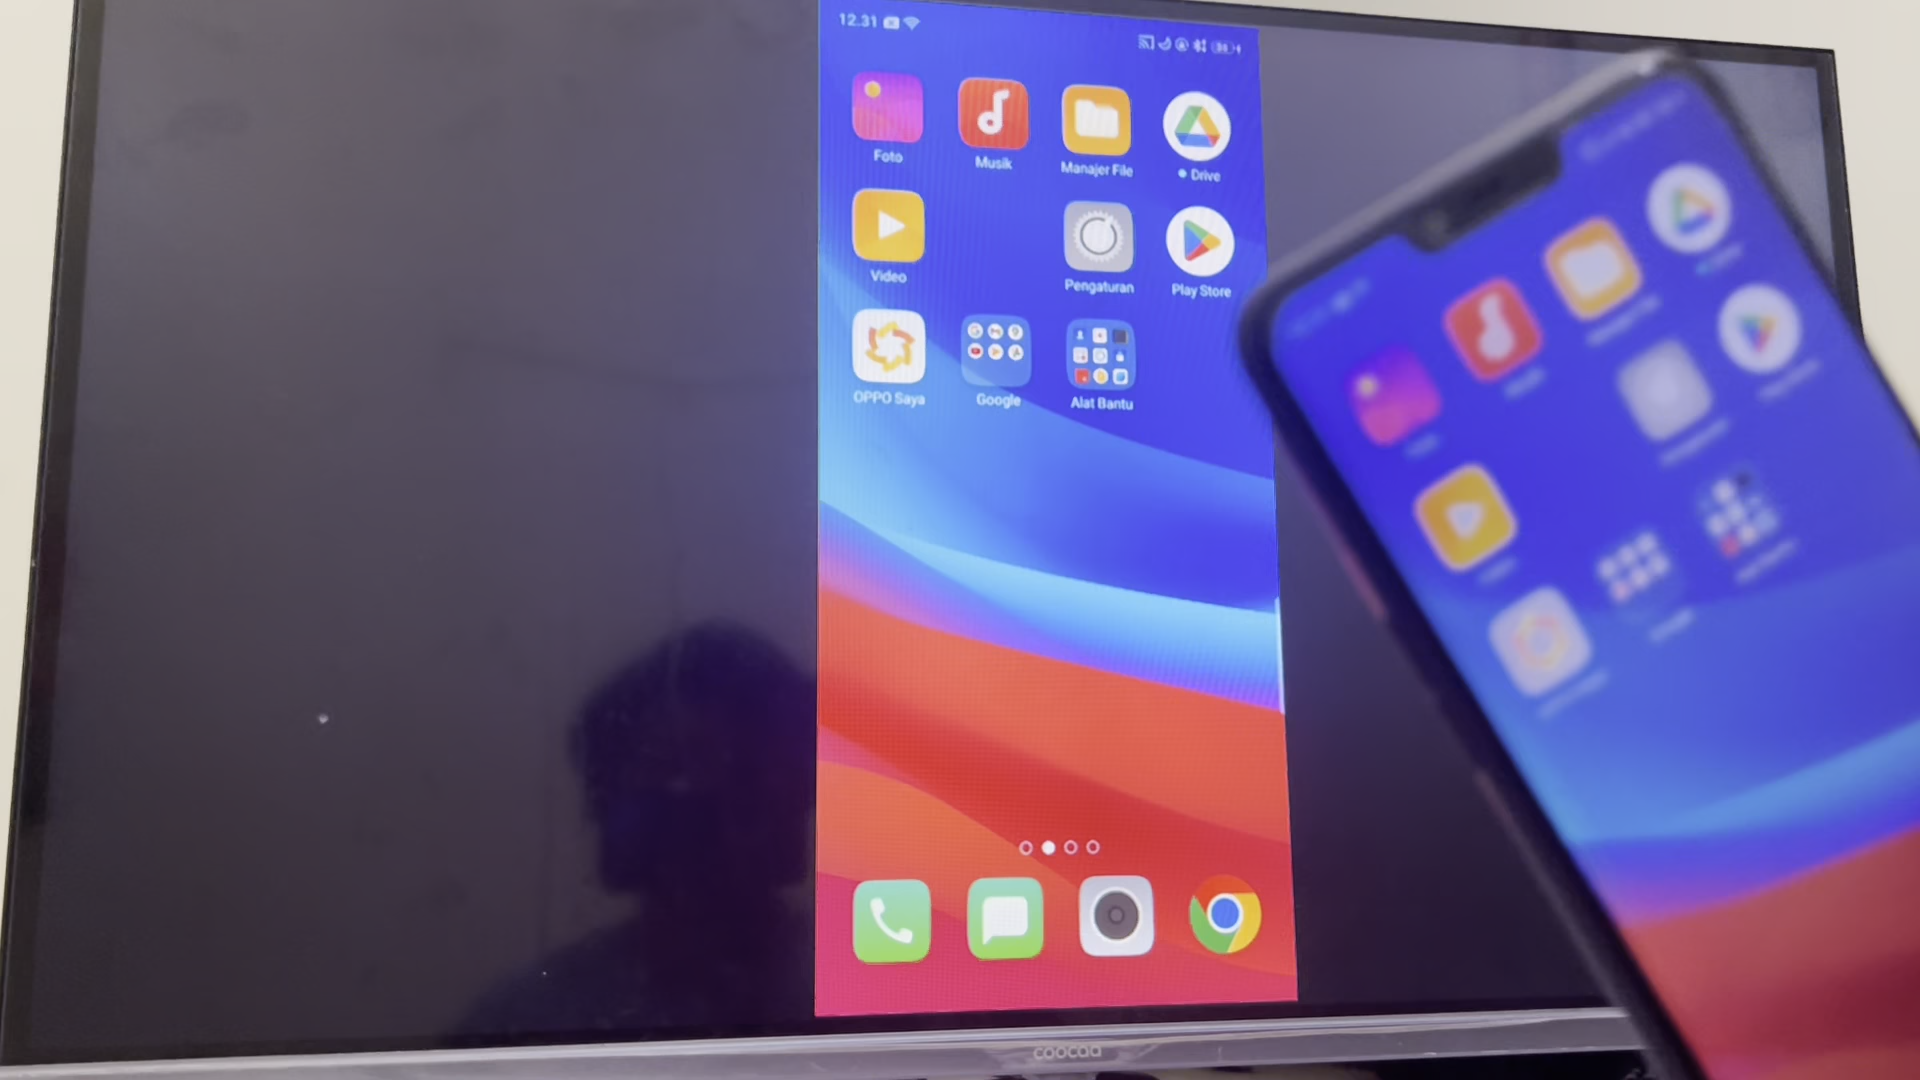 12.31
Foto
Musik
Manajer File
Drive
Video
Pengaturan
Play Store
OPPO Saya
Google
Alat Bantu
coocaa